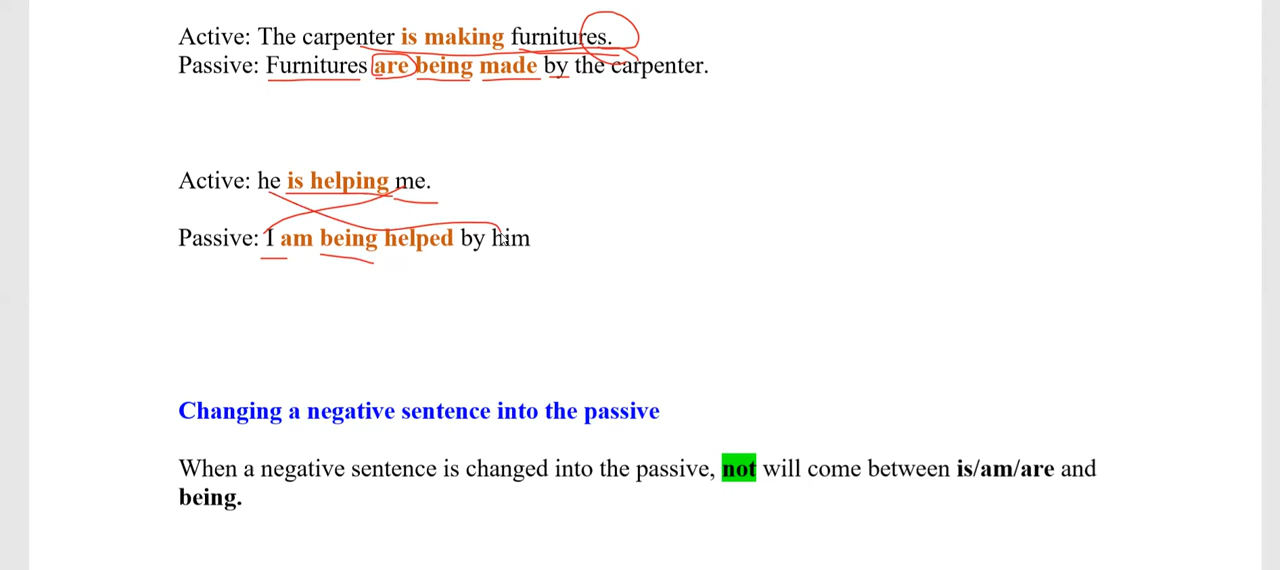 Active: The carpenter is making furnitures.
Passive: Furnitures are being made by the carpenter.
Active: he is helping me.
Passive: I am being helped by him
Changing a negative sentence into the passive
When a negative sentence is changed into the passive, not will come between is/am/are and
being.